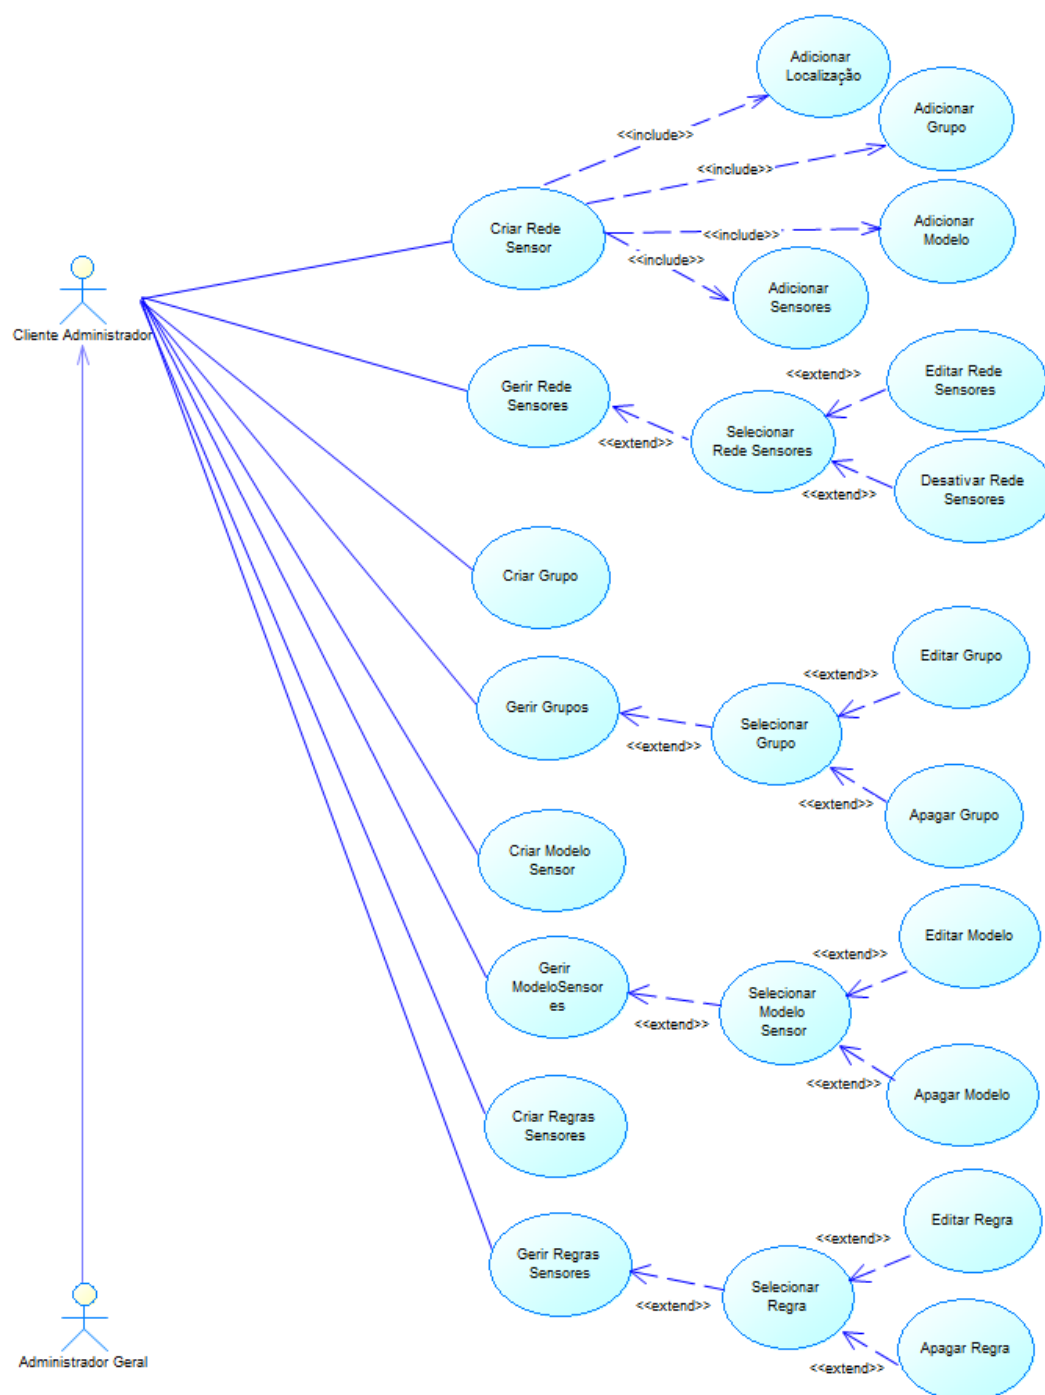 Adicionar
Localização
Adicionar
Grupo
<<include>>
<<include>>
Criar Rede
Sensor
Adicionar
Modelo
<<include>>
<<include>>
Adicionar
Sensores
Cliente Administrador
Gerir Rede
Sensores
<<extend>>
Editar Rede
Sensores
<<extend>>
Selecionar
Rede Sensores
Desativar Rede
Sensores
<<extend>>
Criar Grupo
Editar Grupo
<<extend>>
Gerir Grupos
Selecionar
Grupo
<<extend>>
<<extend>>
Apagar Grupo
Criar Modelo
Sensor
Editar Modelo
<<extend>>
Gerir
ModeloSensor
es
Selecionar
Modelo
Sensor
<<extend>>
<<extend>>
Apagar Modelo
Criar Regras
Sensores
Editar Regra
<<extend>>
Gerir Regras
Sensores
Selecionar
Regra
<<extend>>
Apagar Regra
<<extend>>
Administrador Geral